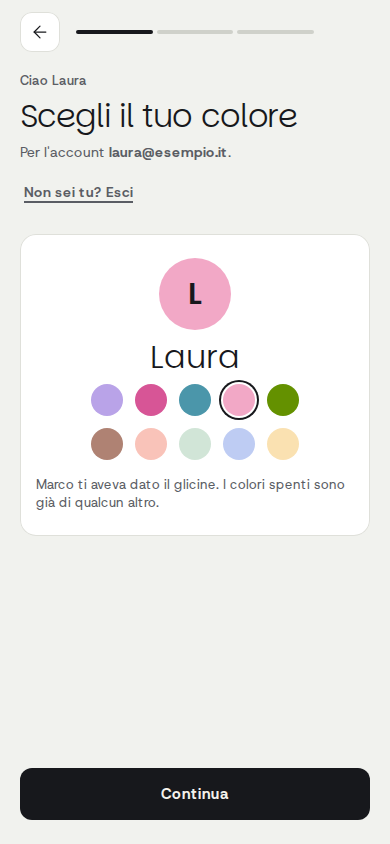 Ciao Laura
Scegli il tuo colore
Per l'account laura@esempio.it.
Non sei tu? Esci
L
Laura
Marco ti aveva dato il glicine. I colori spenti sono
già di qualcun altro.
Continua